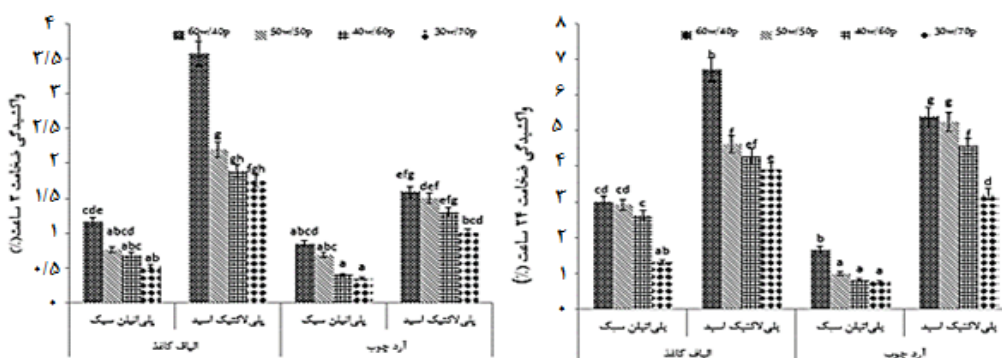 ۴
۳/۵
۳
۲/۵
۲
۱/۵
۱
۰/۵
۰
واکشیدگی ضخامت ۲ ساعت(%)
60w/40p 50w/50p 40w/60p 30w/70p
cde abcd abc ab
g gh fgh
abcd abc a a
efg def efg bcd
پلی‌اتیلن سبک پلی‌لاکتیک اسید پلی‌اتیلن سبک پلی‌لاکتیک اسید
الیاف کاغذ آرد چوب
۸
۷
۶
۵
۴
۳
۲
۱
۰
واکشیدگی ضخامت ۲۴ ساعت (%)
60w/40p 50w/50p 40w/60p 30w/70p
cd cd c ab
b f ef e
b a a a
g g f d
پلی‌اتیلن سبک پلی‌لاکتیک اسید پلی‌اتیلن سبک پلی‌لاکتیک اسید
الیاف کاغذ آرد چوب